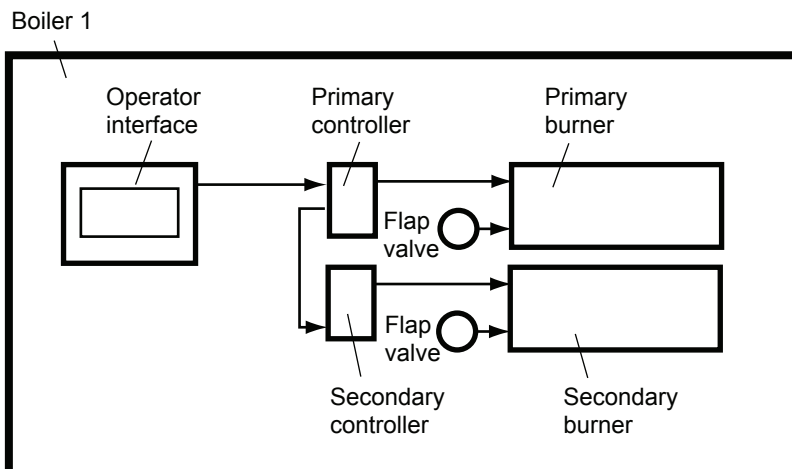 Boiler 1
Operator
interface
Primary
controller
Primary
burner
Flap
valve
Flap
valve
Secondary
controller
Secondary
burner